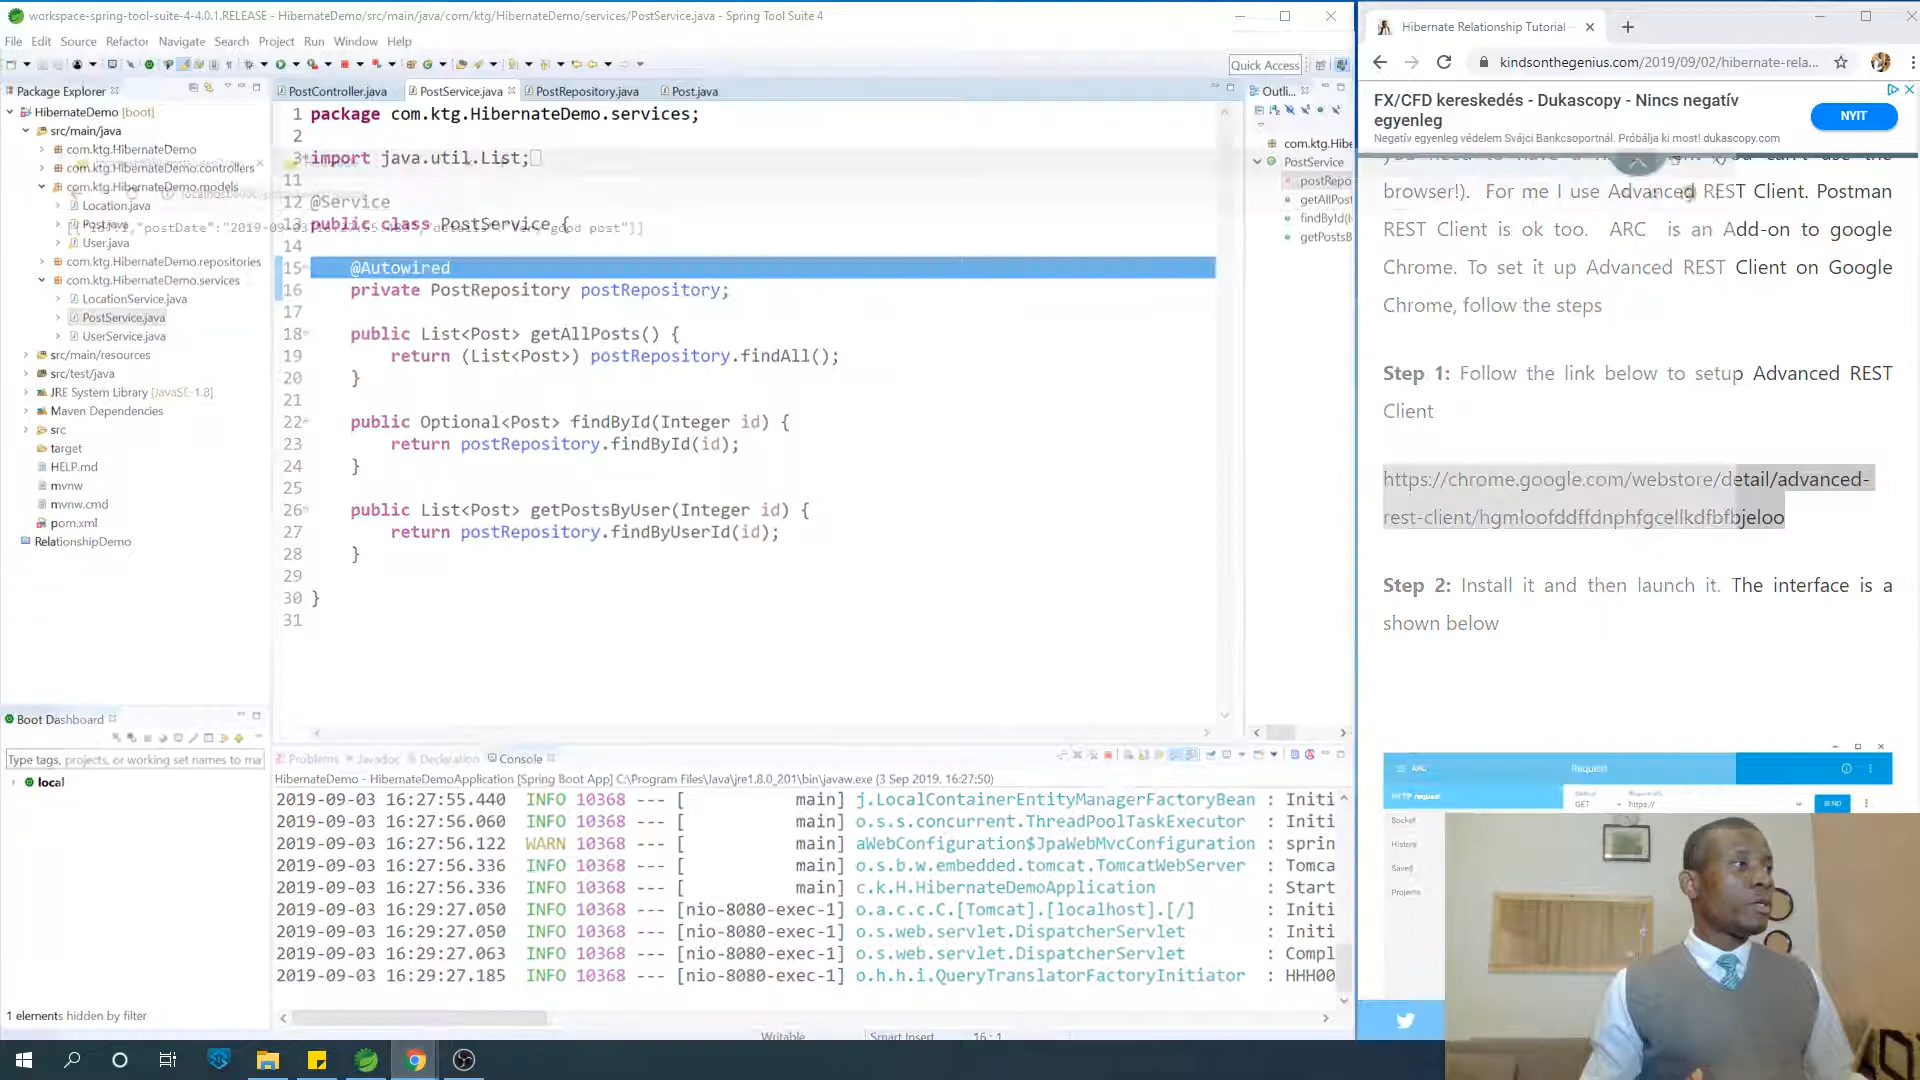 workspace-spring-tool-suite-4-4.0.1.RELEASE - HibernateDemo/src/main/java/com/ktg/HibernateDemo/services/PostService.java - Spring Tool Suite 4
File Edit Source Refactor Navigate Search Project Run Window Help
Quick Access
Package Explorer
HibernateDemo [boot]
src/main/java
com.ktg.HibernateDemo
com.ktg.HibernateDemo.controllers
com.ktg.HibernateDemo.models
Location.java
Post.java
User.java
com.ktg.HibernateDemo.repositories
com.ktg.HibernateDemo.services
LocationService.java
PostService.java
UserService.java
src/main/resources
src/test/java
JRE System Library [JavaSE-1.8]
Maven Dependencies
src
target
HELP.md
mvnw
mvnw.cmd
pom.xml
RelationshipDemo
Boot Dashboard
Type tags, projects, or working set names to ma
local
1 elements hidden by filter
PostController.java PostService.java PostRepository.java Post.java
1 package com.ktg.HibernateDemo.services;
2
3 import java.util.List;
11
12 @Service
13 public class PostService {
14
15 @Autowired
16 private PostRepository postRepository;
17
18 public List<Post> getAllPosts() {
19 return (List<Post>) postRepository.findAll();
20 }
21
22 public Optional<Post> findById(Integer id) {
23 return postRepository.findById(id);
24 }
25
26 public List<Post> getPostsByUser(Integer id) {
27 return postRepository.findByUserId(id);
28 }
29
30 }
31
Outli...
com.ktg
PostService
postRepo
getAllPost
findById(I
getPostsB
Problems Javadoc Declaration Console
HibernateDemo - HibernateDemoApplication [Spring Boot App] C:\Program Files\Java\jre1.8.0_201\bin\javaw.exe (3 Sep 2019, 16:27:50)
2019-09-03 16:27:55.440 INFO 10368 --- [ main] j.LocalContainerEntityManagerFactoryBean : Initi
2019-09-03 16:27:56.060 INFO 10368 --- [ main] o.s.s.concurrent.ThreadPoolTaskExecutor : Initi
2019-09-03 16:27:56.122 WARN 10368 --- [ main] aWebConfiguration$JpaWebMvcConfiguration : sprin
2019-09-03 16:27:56.336 INFO 10368 --- [ main] o.s.b.w.embedded.tomcat.TomcatWebServer : Tomca
2019-09-03 16:27:56.336 INFO 10368 --- [ main] c.k.H.HibernateDemoApplication : Start
2019-09-03 16:29:27.050 INFO 10368 --- [nio-8080-exec-1] o.a.c.c.C.[Tomcat].[localhost].[/] : Initi
2019-09-03 16:29:27.050 INFO 10368 --- [nio-8080-exec-1] o.s.web.servlet.DispatcherServlet : Initi
2019-09-03 16:29:27.063 INFO 10368 --- [nio-8080-exec-1] o.s.web.servlet.DispatcherServlet : Compl
2019-09-03 16:29:27.185 INFO 10368 --- [nio-8080-exec-1] o.h.h.i.QueryTranslatorFactoryInitiator : HHH00
Writable Smart Insert 16 : 1
Hibernate Relationship Tutorial
kindsonthegenius.com/2019/09/02/hibernate-rela...
FX/CFD kereskedés - Dukascopy - Nincs negatív
egyenleg
Negatív egyenleg védelem Svájci Bankcsoportnál. Próbálja ki most! dukascopy.com
NYIT
browser!). For me I use Advanced REST Client. Postman
REST Client is ok too. ARC is an Add-on to google
Chrome. To set it up Advanced REST Client on Google
Chrome, follow the steps
Step 1: Follow the link below to setup Advanced REST
Client
https://chrome.google.com/webstore/detail/advanced-
rest-client/hgmloofddffdnphfgcellkdfbfbjeloo
Step 2: Install it and then launch it. The interface is a
shown below
ARC Request
HTTP request
Method
Request URL
GET
https://
SEND
Socket
History
Saved
Projects